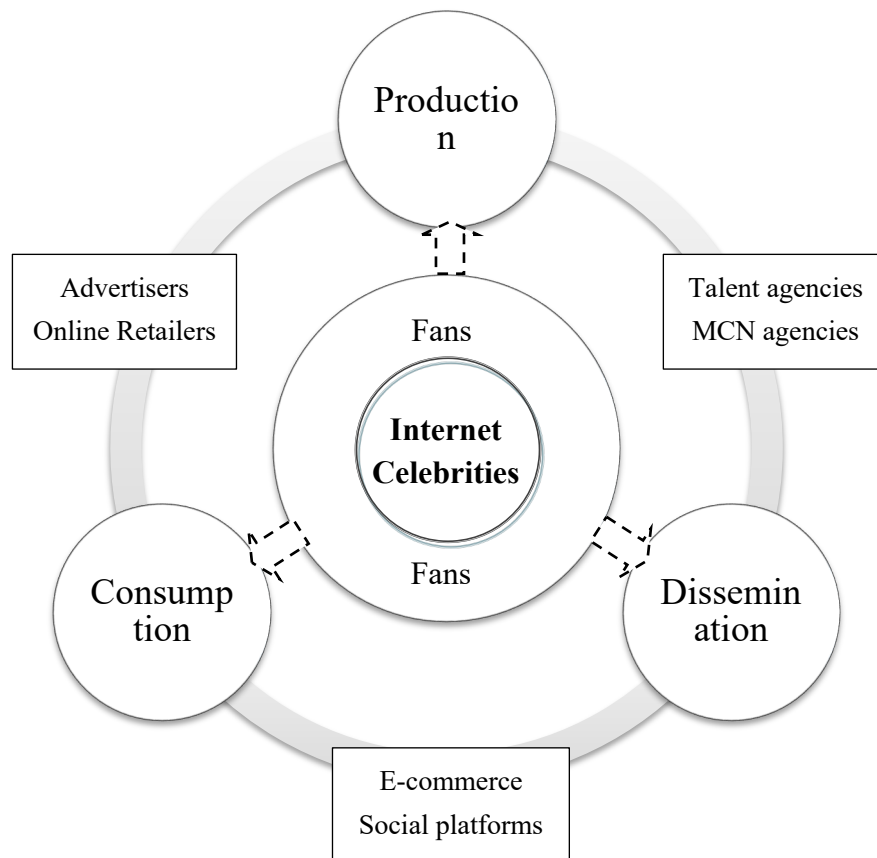 Productio
n
Advertisers
Online Retailers
Talent agencies
MCN agencies
Fans
Internet
Celebrities
Fans
Consump
tion
Dissemin
ation
E-commerce
Social platforms